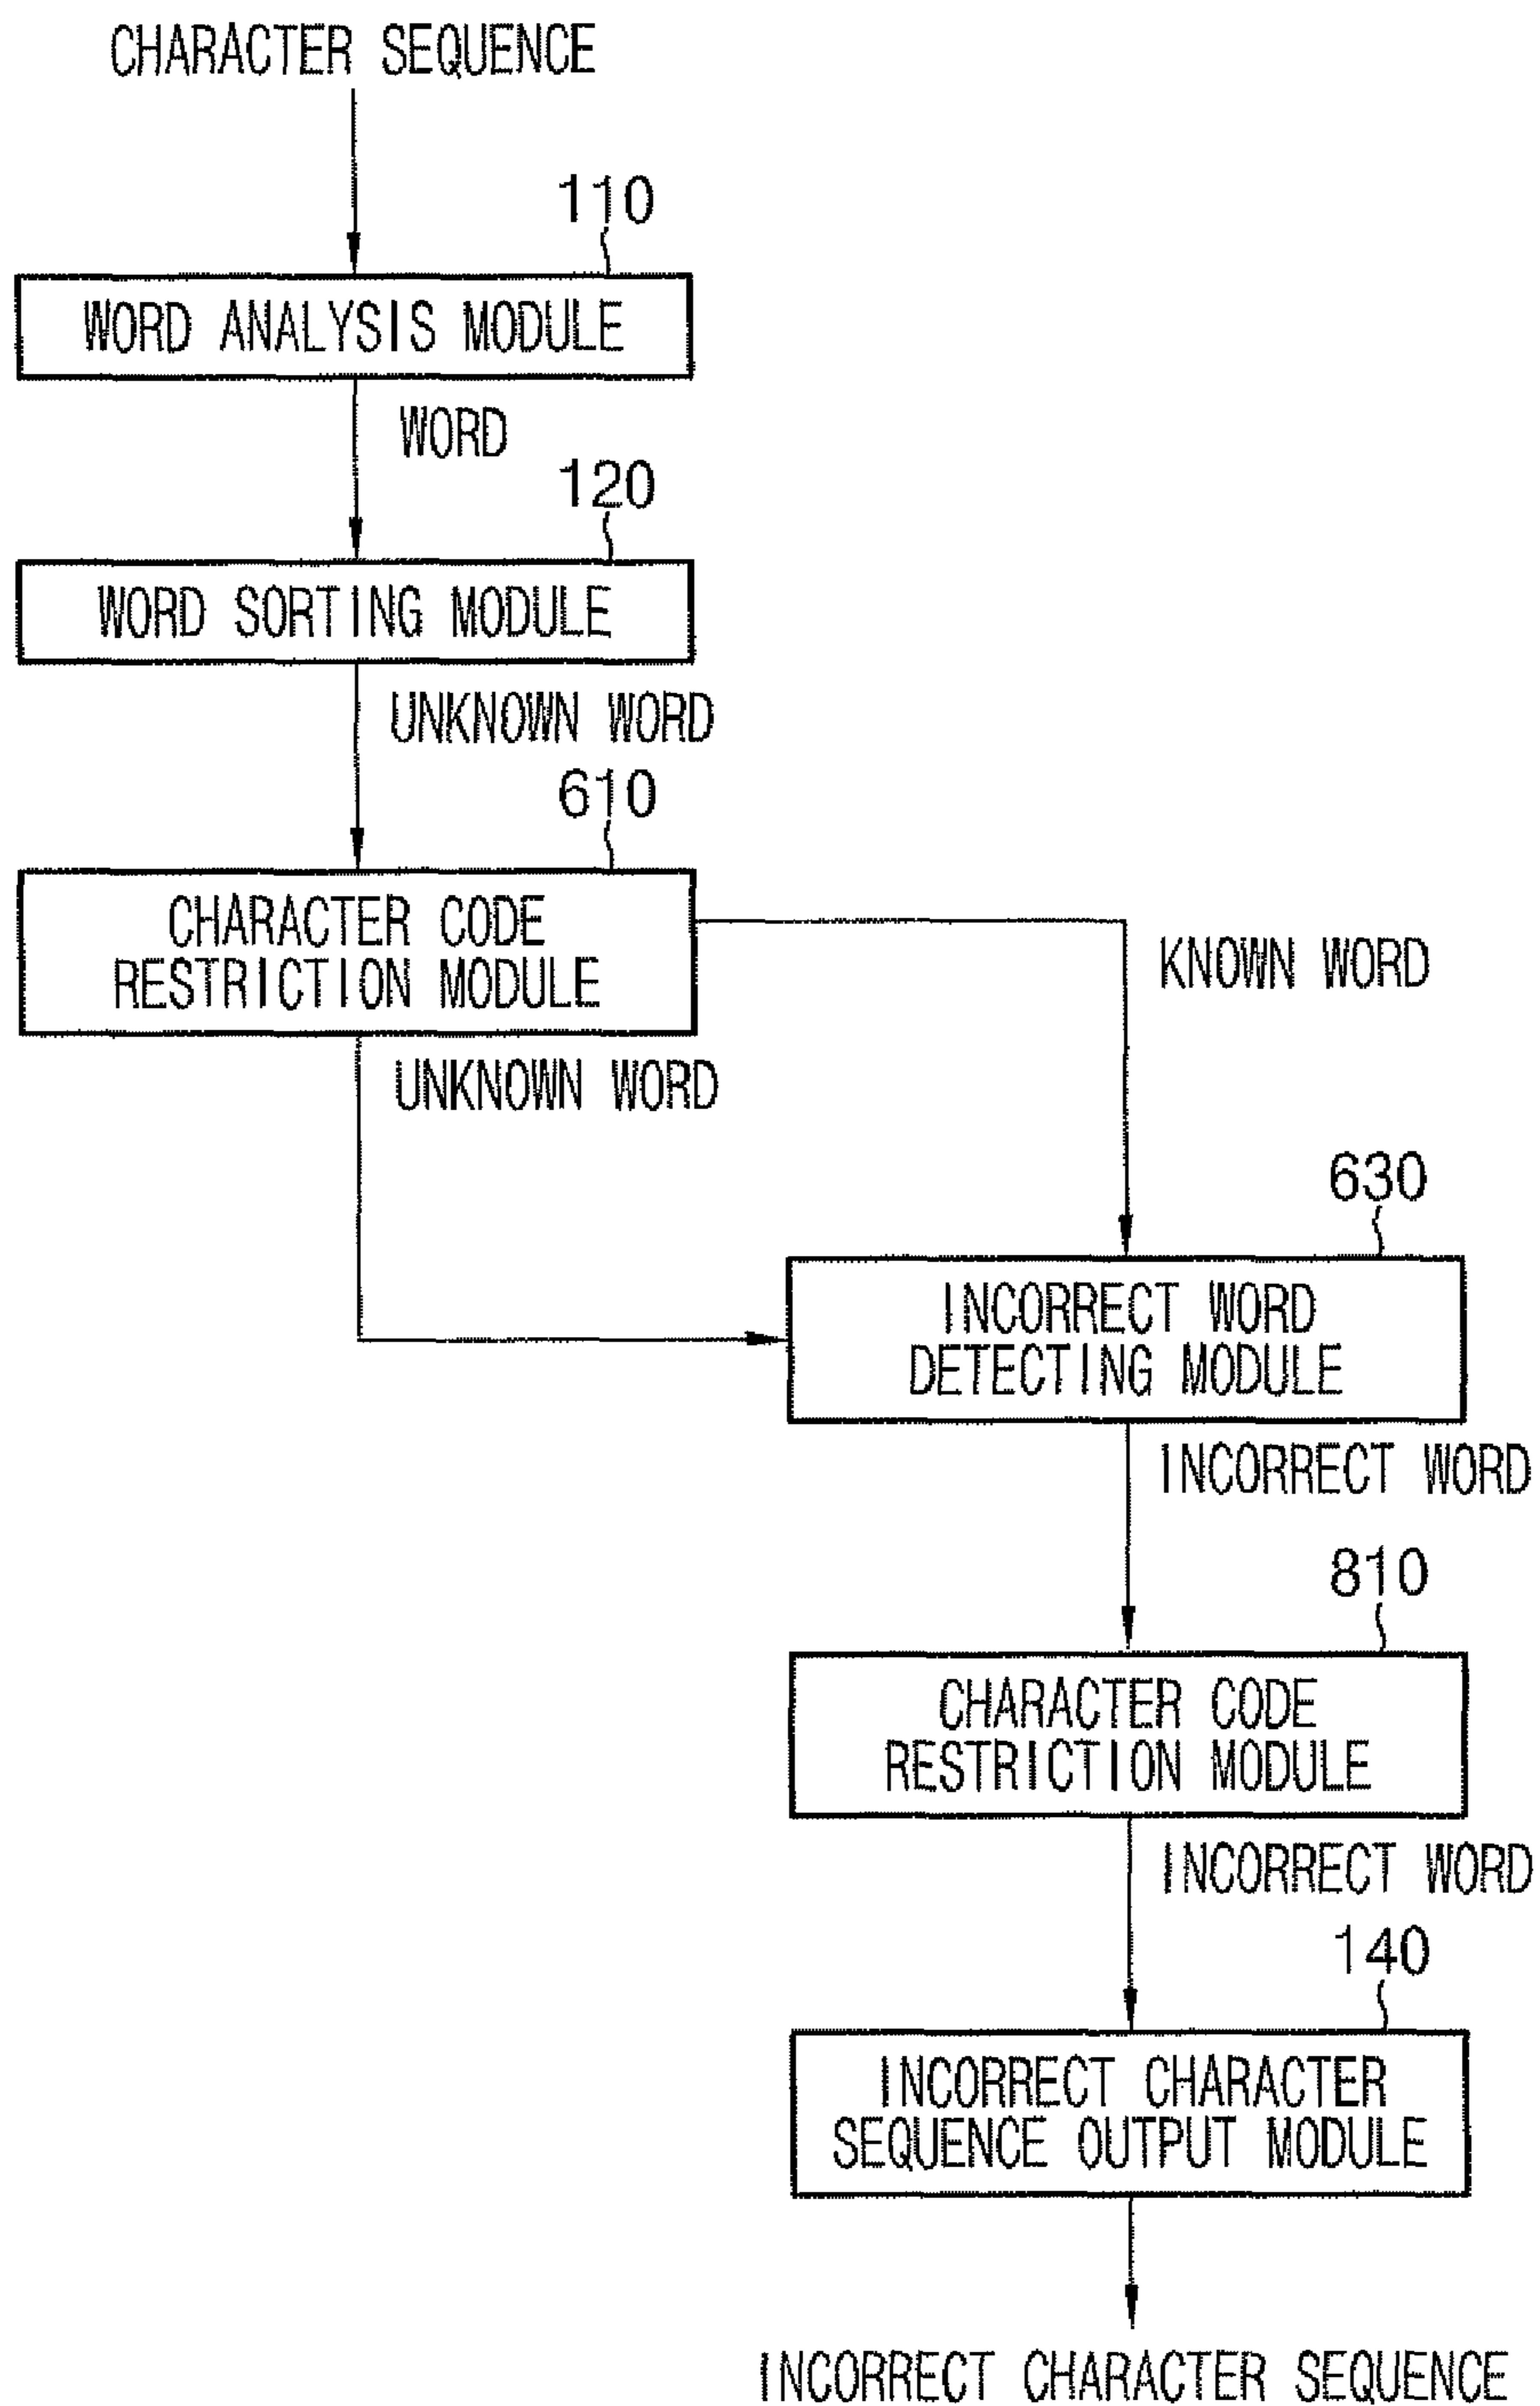 CHARACTER SEQUENCE
110
WORD ANALYSIS MODULE
WORD
120
WORD SORTING MODULE
UNKNOWN WORD
610
CHARACTER CODE
RESTRICTION MODULE
KNOWN WORD
UNKNOWN WORD
630
INCORRECT WORD
DETECTING MODULE
INCORRECT WORD
810
CHARACTER CODE
RESTRICTION MODULE
INCORRECT WORD
140
INCORRECT CHARACTER
SEQUENCE OUTPUT MODULE
INCORRECT CHARACTER SEQUENCE